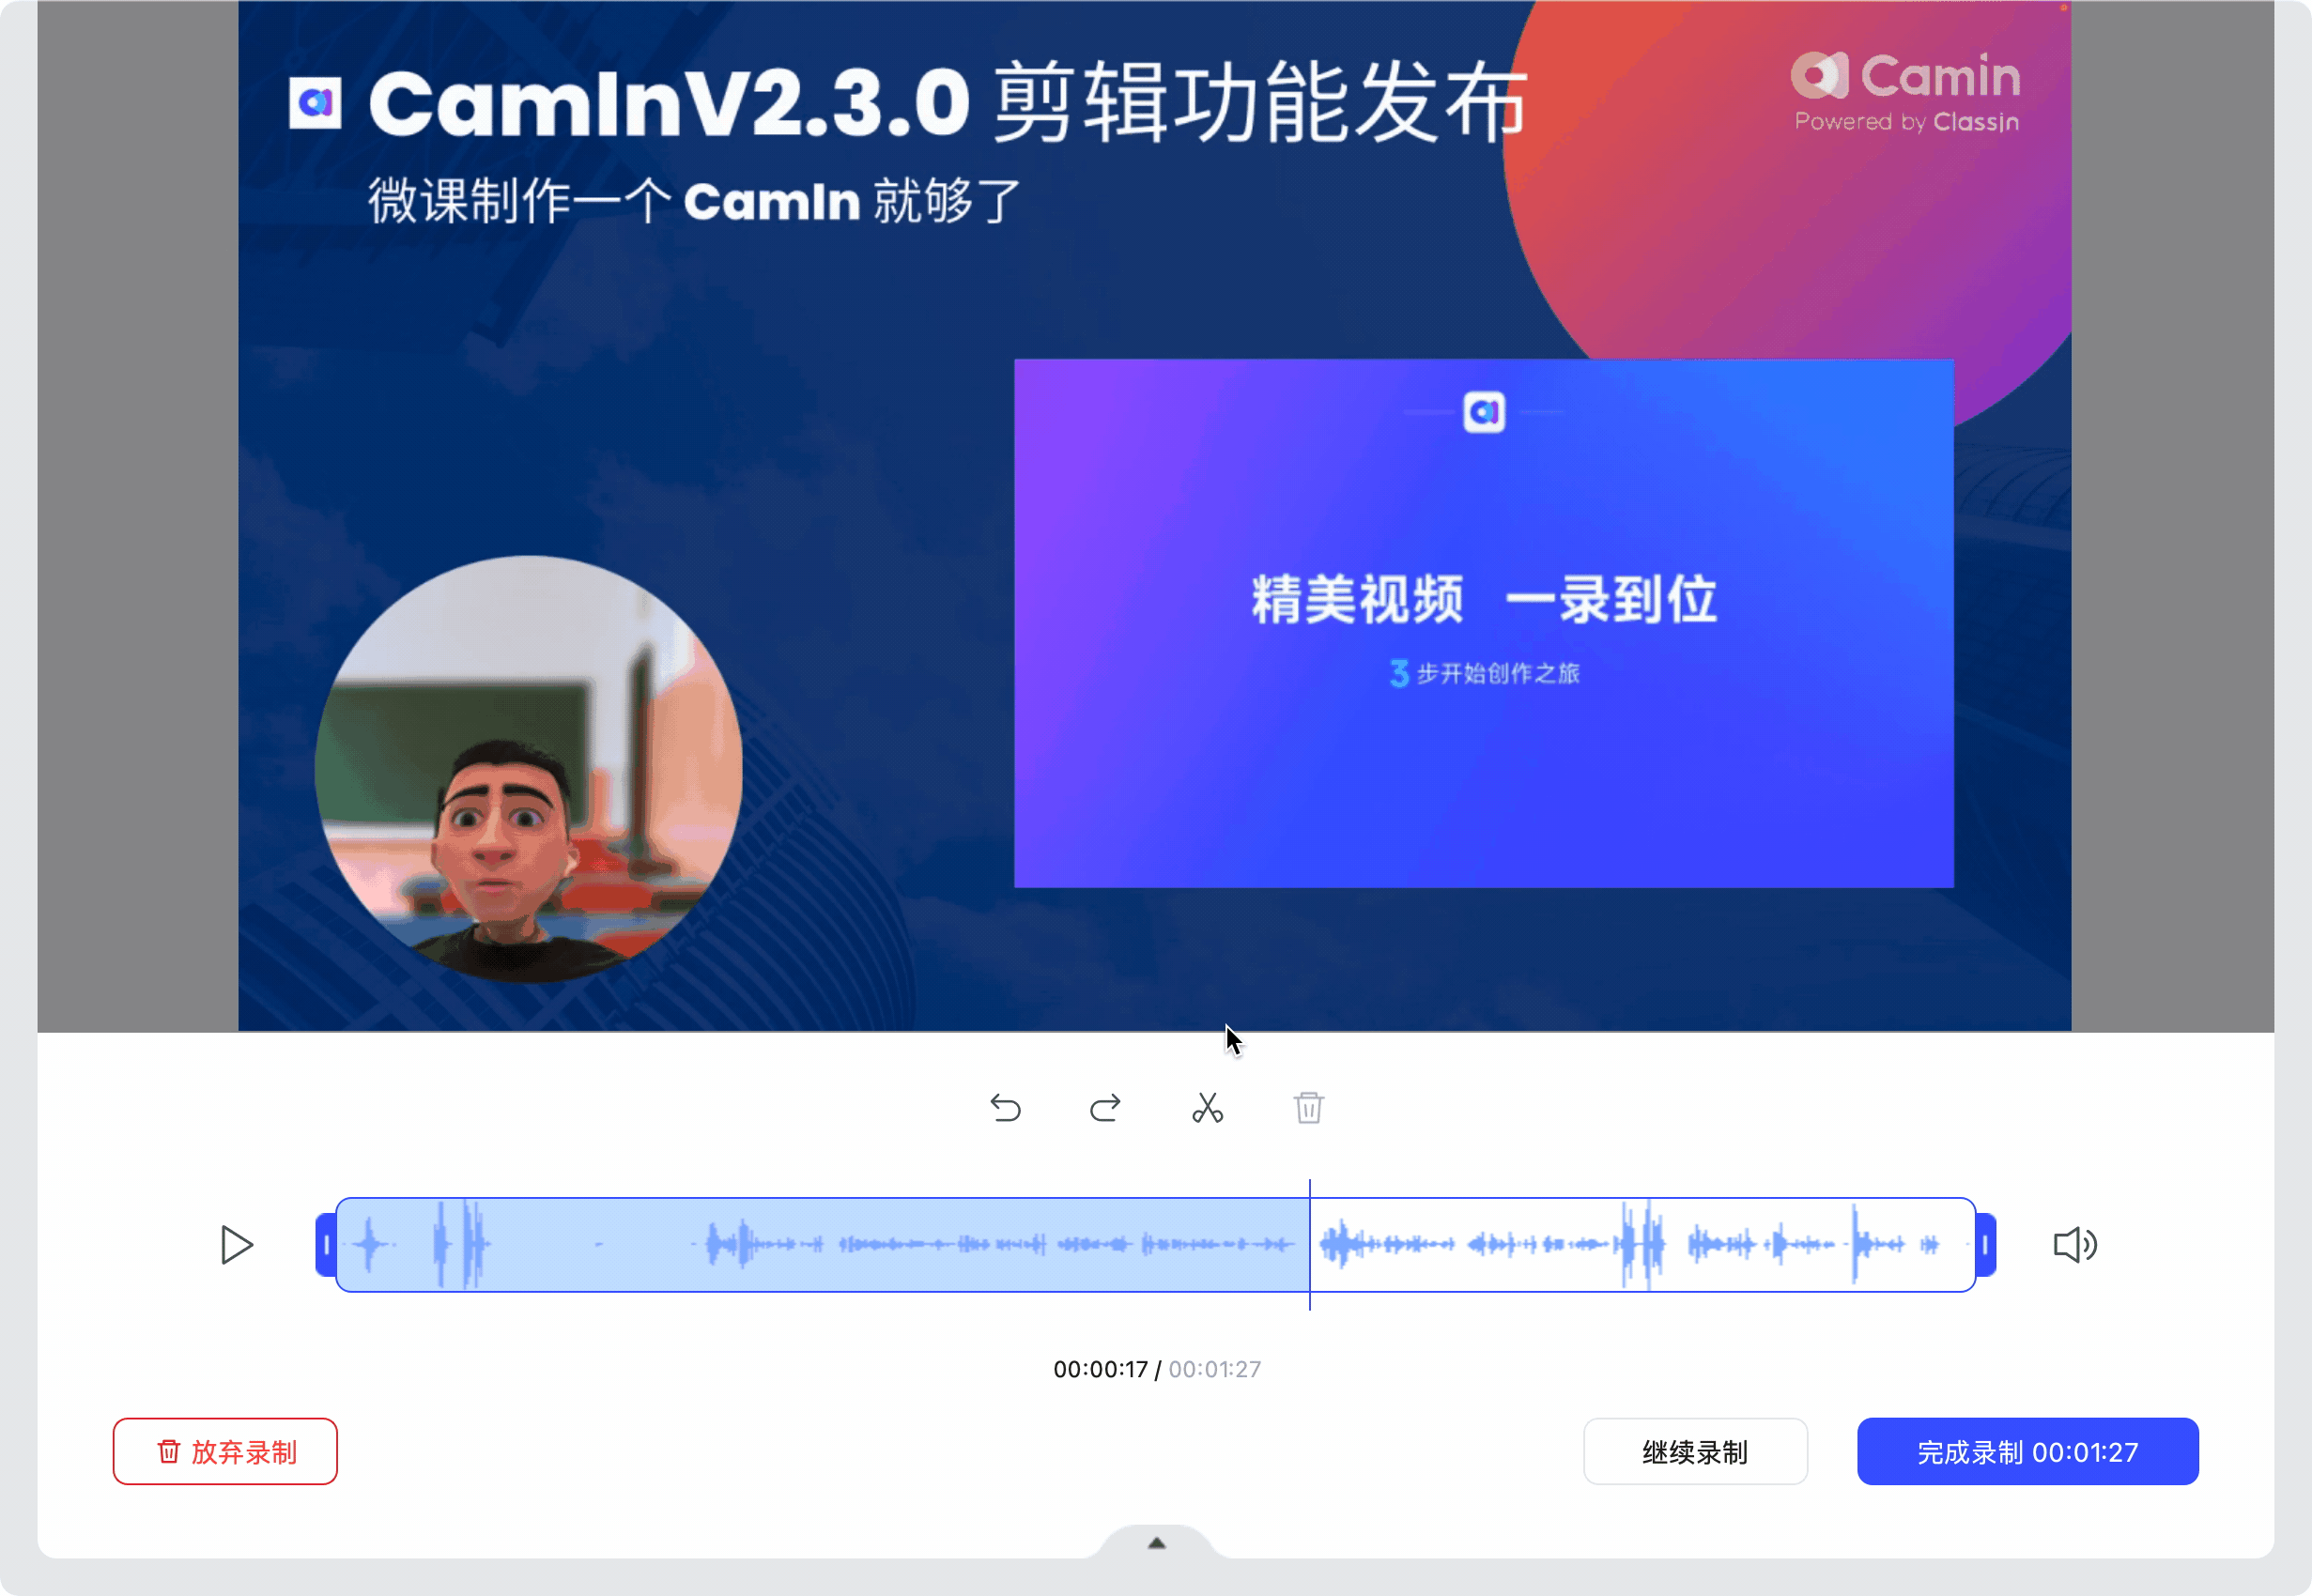 CamInV2.3.0 剪辑功能发布
Camin
Powered by Classin
微课制作一个 CamIn 就够了
精美视频 一录到位
3 步开始创作之旅
00:00:17 / 00:01:27
放弃录制
继续录制
完成录制 00:01:27